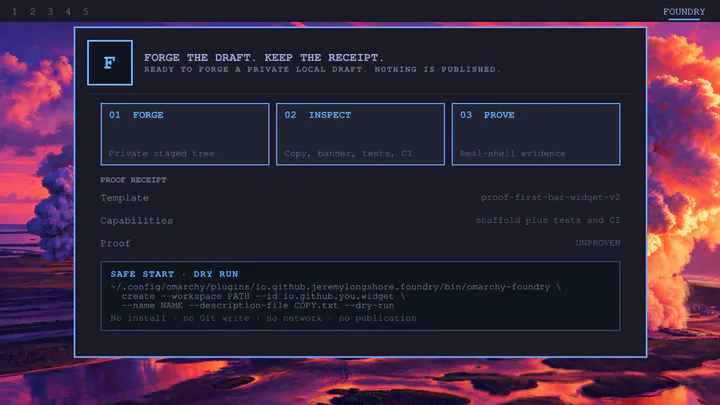 1 2 3 4 5
FOUNDRY
F
FORGE THE DRAFT. KEEP THE RECEIPT.
READY TO FORGE A PRIVATE LOCAL DRAFT. NOTHING IS PUBLISHED.
01 FORGE
Private staged tree
02 INSPECT
Copy, banner, tests, CI
03 PROVE
Real-shell evidence
PROOF RECEIPT
Template proof-first-bar-widget-v2
Capabilities scaffold plus tests and CI
Proof UNPROVEN
SAFE START · DRY RUN
~/.config/omarchy/plugins/io.github.jeremylongshore.foundry/bin/omarchy-foundry \
create --workspace PATH --id io.github.you.widget \
--name NAME --description-file COPY.txt --dry-run
No install · no Git write · no network · no publication